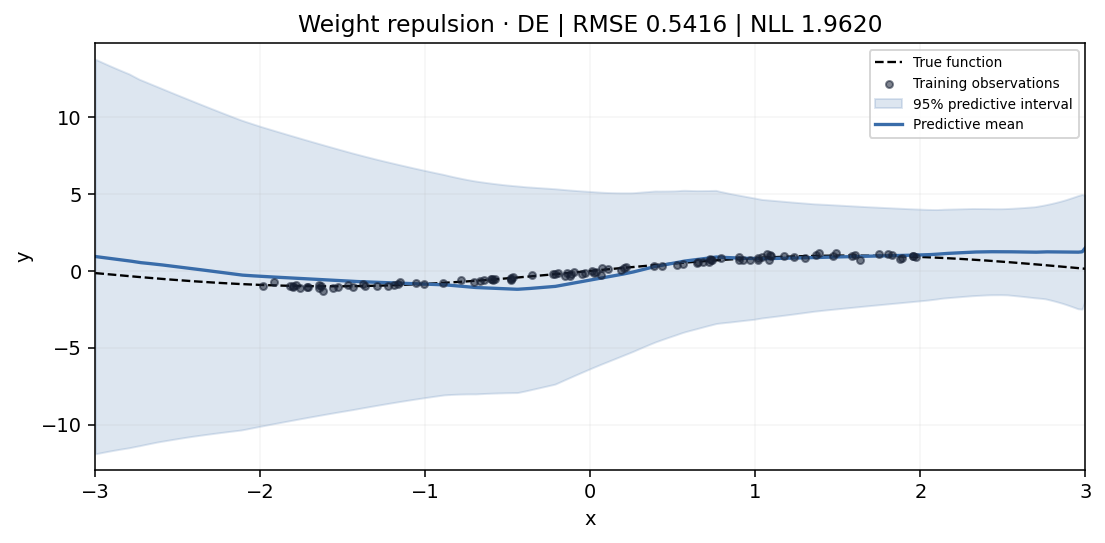 Weight repulsion · DE | RMSE 0.5416 | NLL 1.9620
True function
Training observations
95% predictive interval
Predictive mean
10
5
0
−5
−10
y
−3
−2
−1
0
1
2
3
x